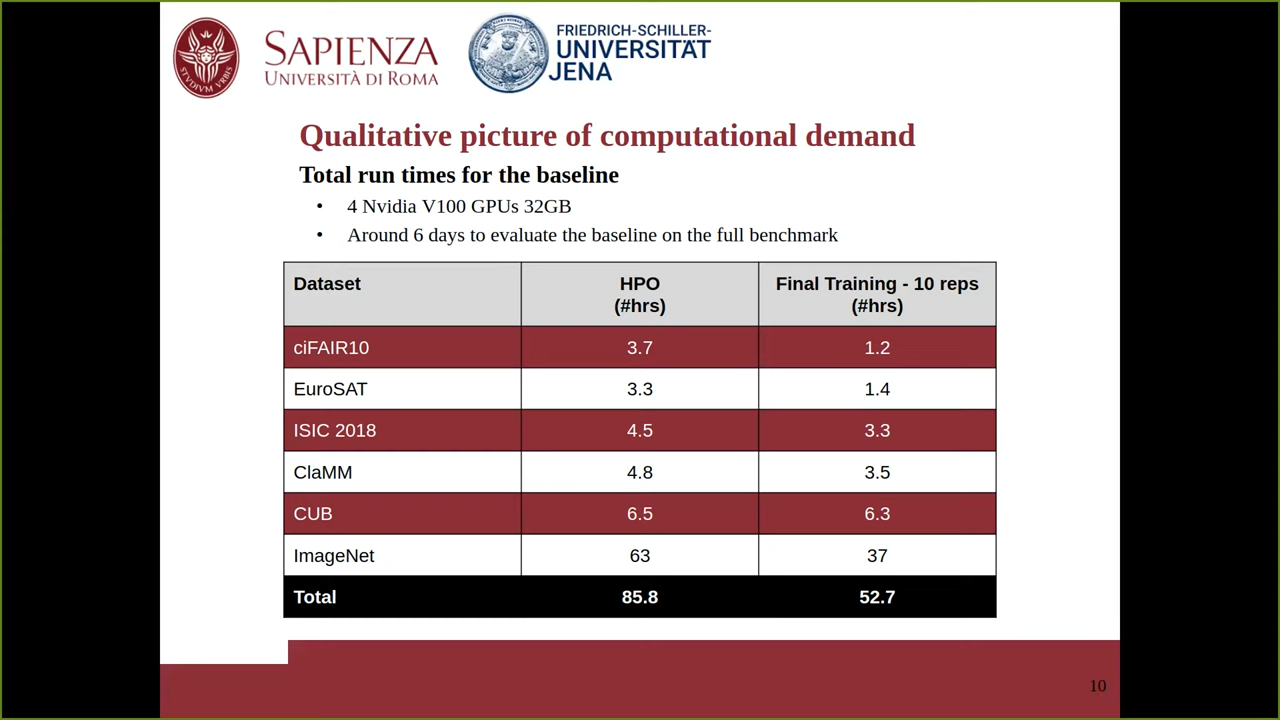 SAPIENZA
UNIVERSITÀ DI ROMA
STVDIVM VRBIS
FRIEDRICH-SCHILLER-
UNIVERSITÄT
JENA
Qualitative picture of computational demand
Total run times for the baseline
• 4 Nvidia V100 GPUs 32GB
• Around 6 days to evaluate the baseline on the full benchmark
Dataset HPO (#hrs) Final Training - 10 reps (#hrs)
ciFAIR10 3.7 1.2
EuroSAT 3.3 1.4
ISIC 2018 4.5 3.3
ClaMM 4.8 3.5
CUB 6.5 6.3
ImageNet 63 37
Total 85.8 52.7
10